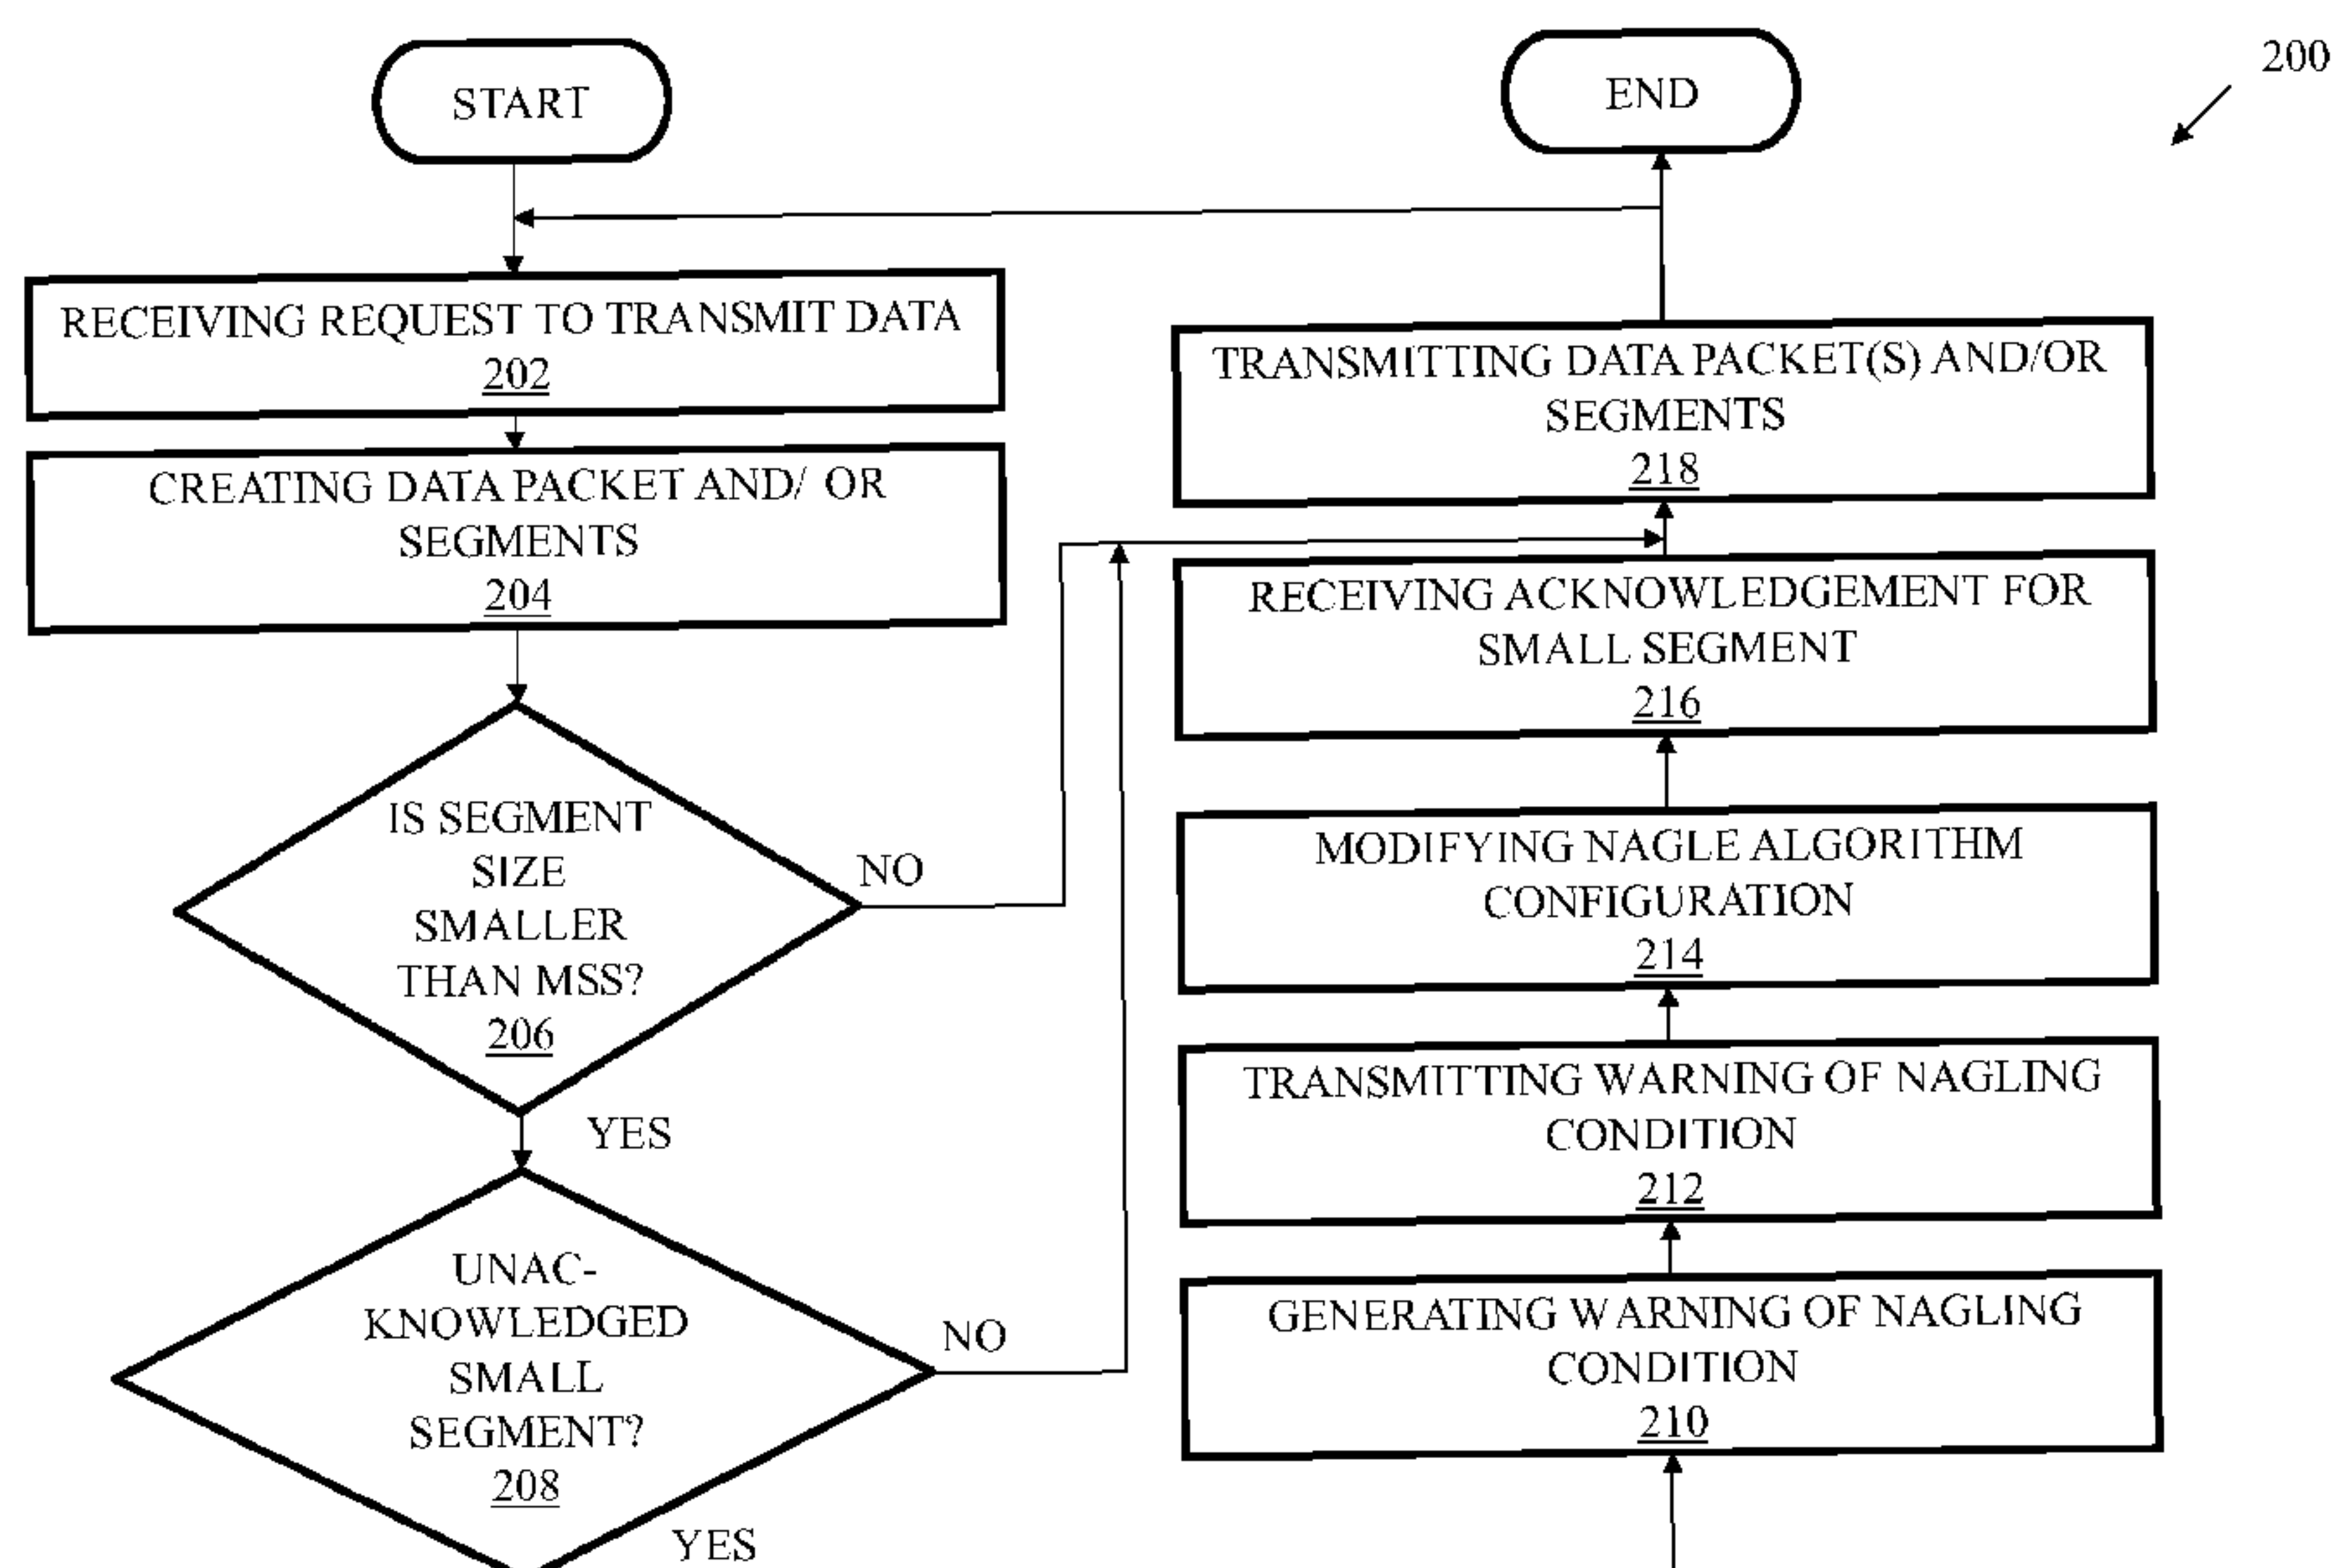 START
RECEIVING REQUEST TO TRANSMIT DATA
202
CREATING DATA PACKET AND/ OR
SEGMENTS
204
IS SEGMENT
SIZE
SMALLER
THAN MSS?
206
NO
YES
UNAC-
KNOWLEDGED
SMALL
SEGMENT?
208
NO
YES
END
200
TRANSMITTING DATA PACKET(S) AND/OR
SEGMENTS
218
RECEIVING ACKNOWLEDGEMENT FOR
SMALL SEGMENT
216
MODIFYING NAGLE ALGORITHM
CONFIGURATION
214
TRANSMITTING WARNING OF NAGLING
CONDITION
212
GENERATING WARNING OF NAGLING
CONDITION
210